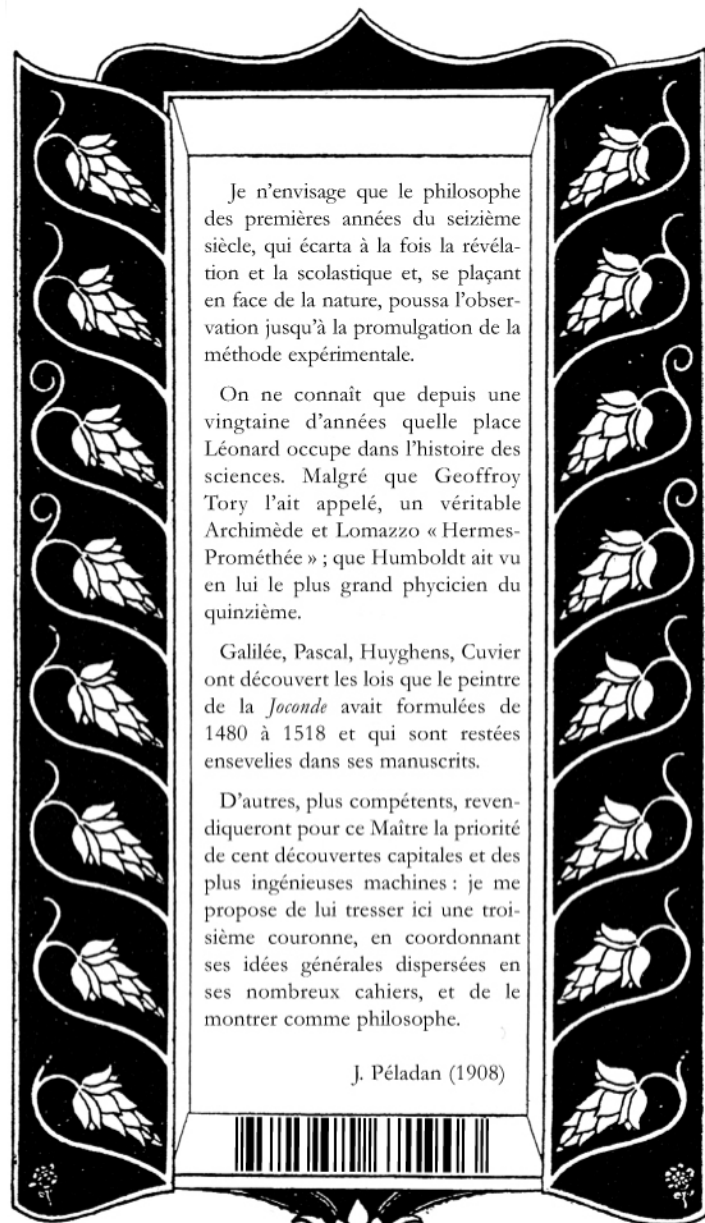 Je n’envisage que le philosophe
des premières années du seizième
siècle, qui écarta à la fois la révéla-
tion et la scolastique et, se plaçant
en face de la nature, poussa l’obser-
vation jusqu’à la promulgation de la
méthode expérimentale.
On ne connaît que depuis une
vingtaine d’années quelle place
Léonard occupe dans l’histoire des
sciences. Malgré que Geoffroy
Tory l’ait appelé, un véritable
Archimède et Lomazzo « Hermes-
Prométhée » ; que Humboldt ait vu
en lui le plus grand phycicien du
quinzième.
Galilée, Pascal, Huyghens, Cuvier
ont découvert les lois que le peintre
de la Joconde avait formulées de
1480 à 1518 et qui sont restées
ensevelies dans ses manuscrits.
D’autres, plus compétents, reven-
diqueront pour ce Maître la priorité
de cent découvertes capitales et des
plus ingénieuses machines : je me
propose de lui tresser ici une troi-
sième couronne, en coordonnant
ses idées générales dispersées en
ses nombreux cahiers, et de le
montrer comme philosophe.
J. Péladan (1908)